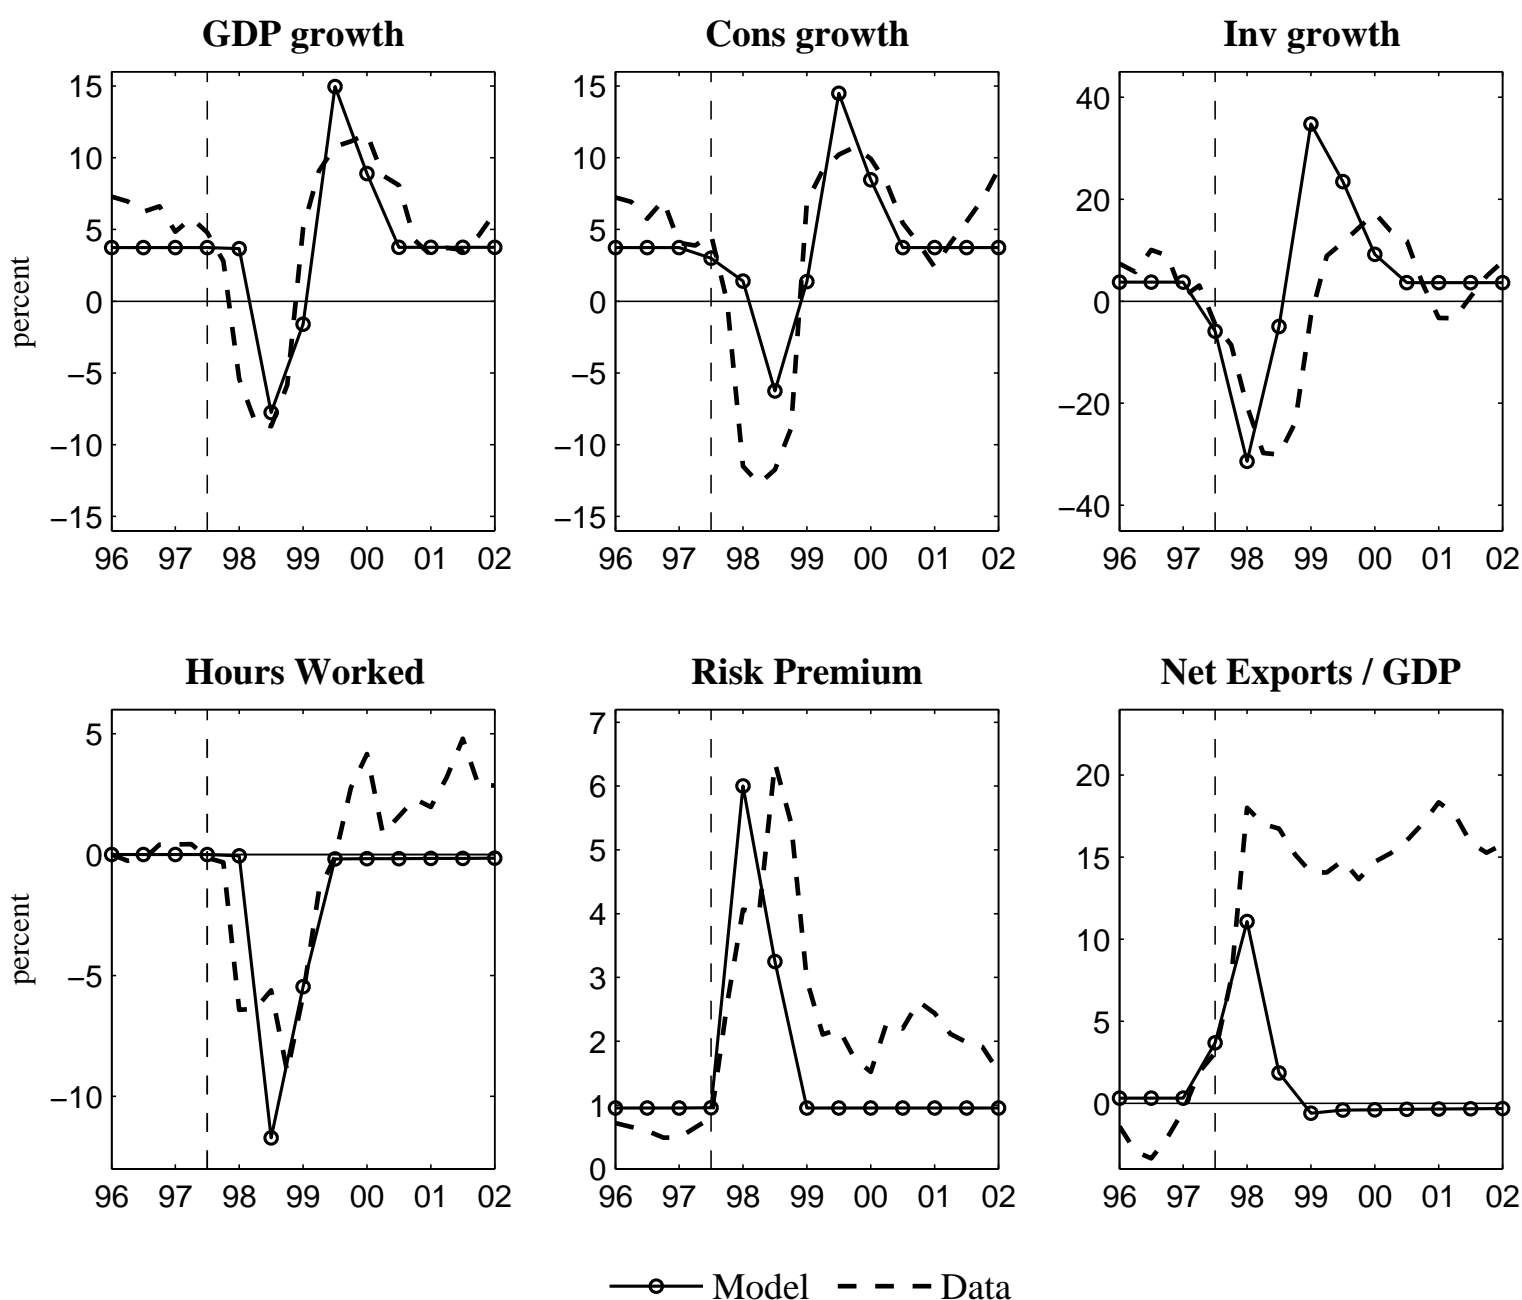 GDP growth Cons growth Inv growth
percent
15 15 40
10 10 20
5 5
0 0 0
−5 −5 −20
−10 −10
−15 −15 −40
96 97 98 99 00 01 02 96 97 98 99 00 01 02 96 97 98 99 00 01 02
Hours Worked Risk Premium Net Exports / GDP
percent
5 7 20
0 6 15
−5 5 10
−10 4 5
3 0
2
1
0
96 97 98 99 00 01 02 96 97 98 99 00 01 02 96 97 98 99 00 01 02
Model Data